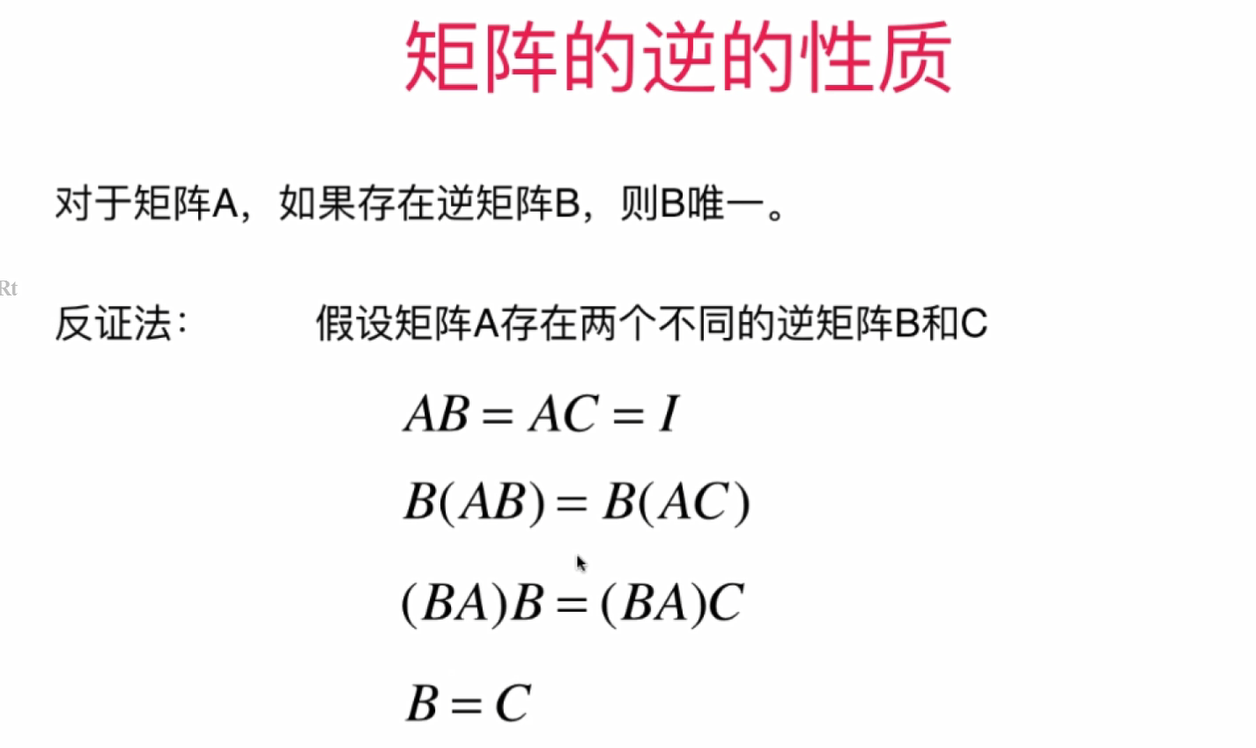 矩阵的逆的性质
对于矩阵A，如果存在逆矩阵B，则B唯一。
Rt
反证法： 假设矩阵A存在两个不同的逆矩阵B和C
AB = AC = I
B(AB) = B(AC)
(BA)B = (BA)C
B = C